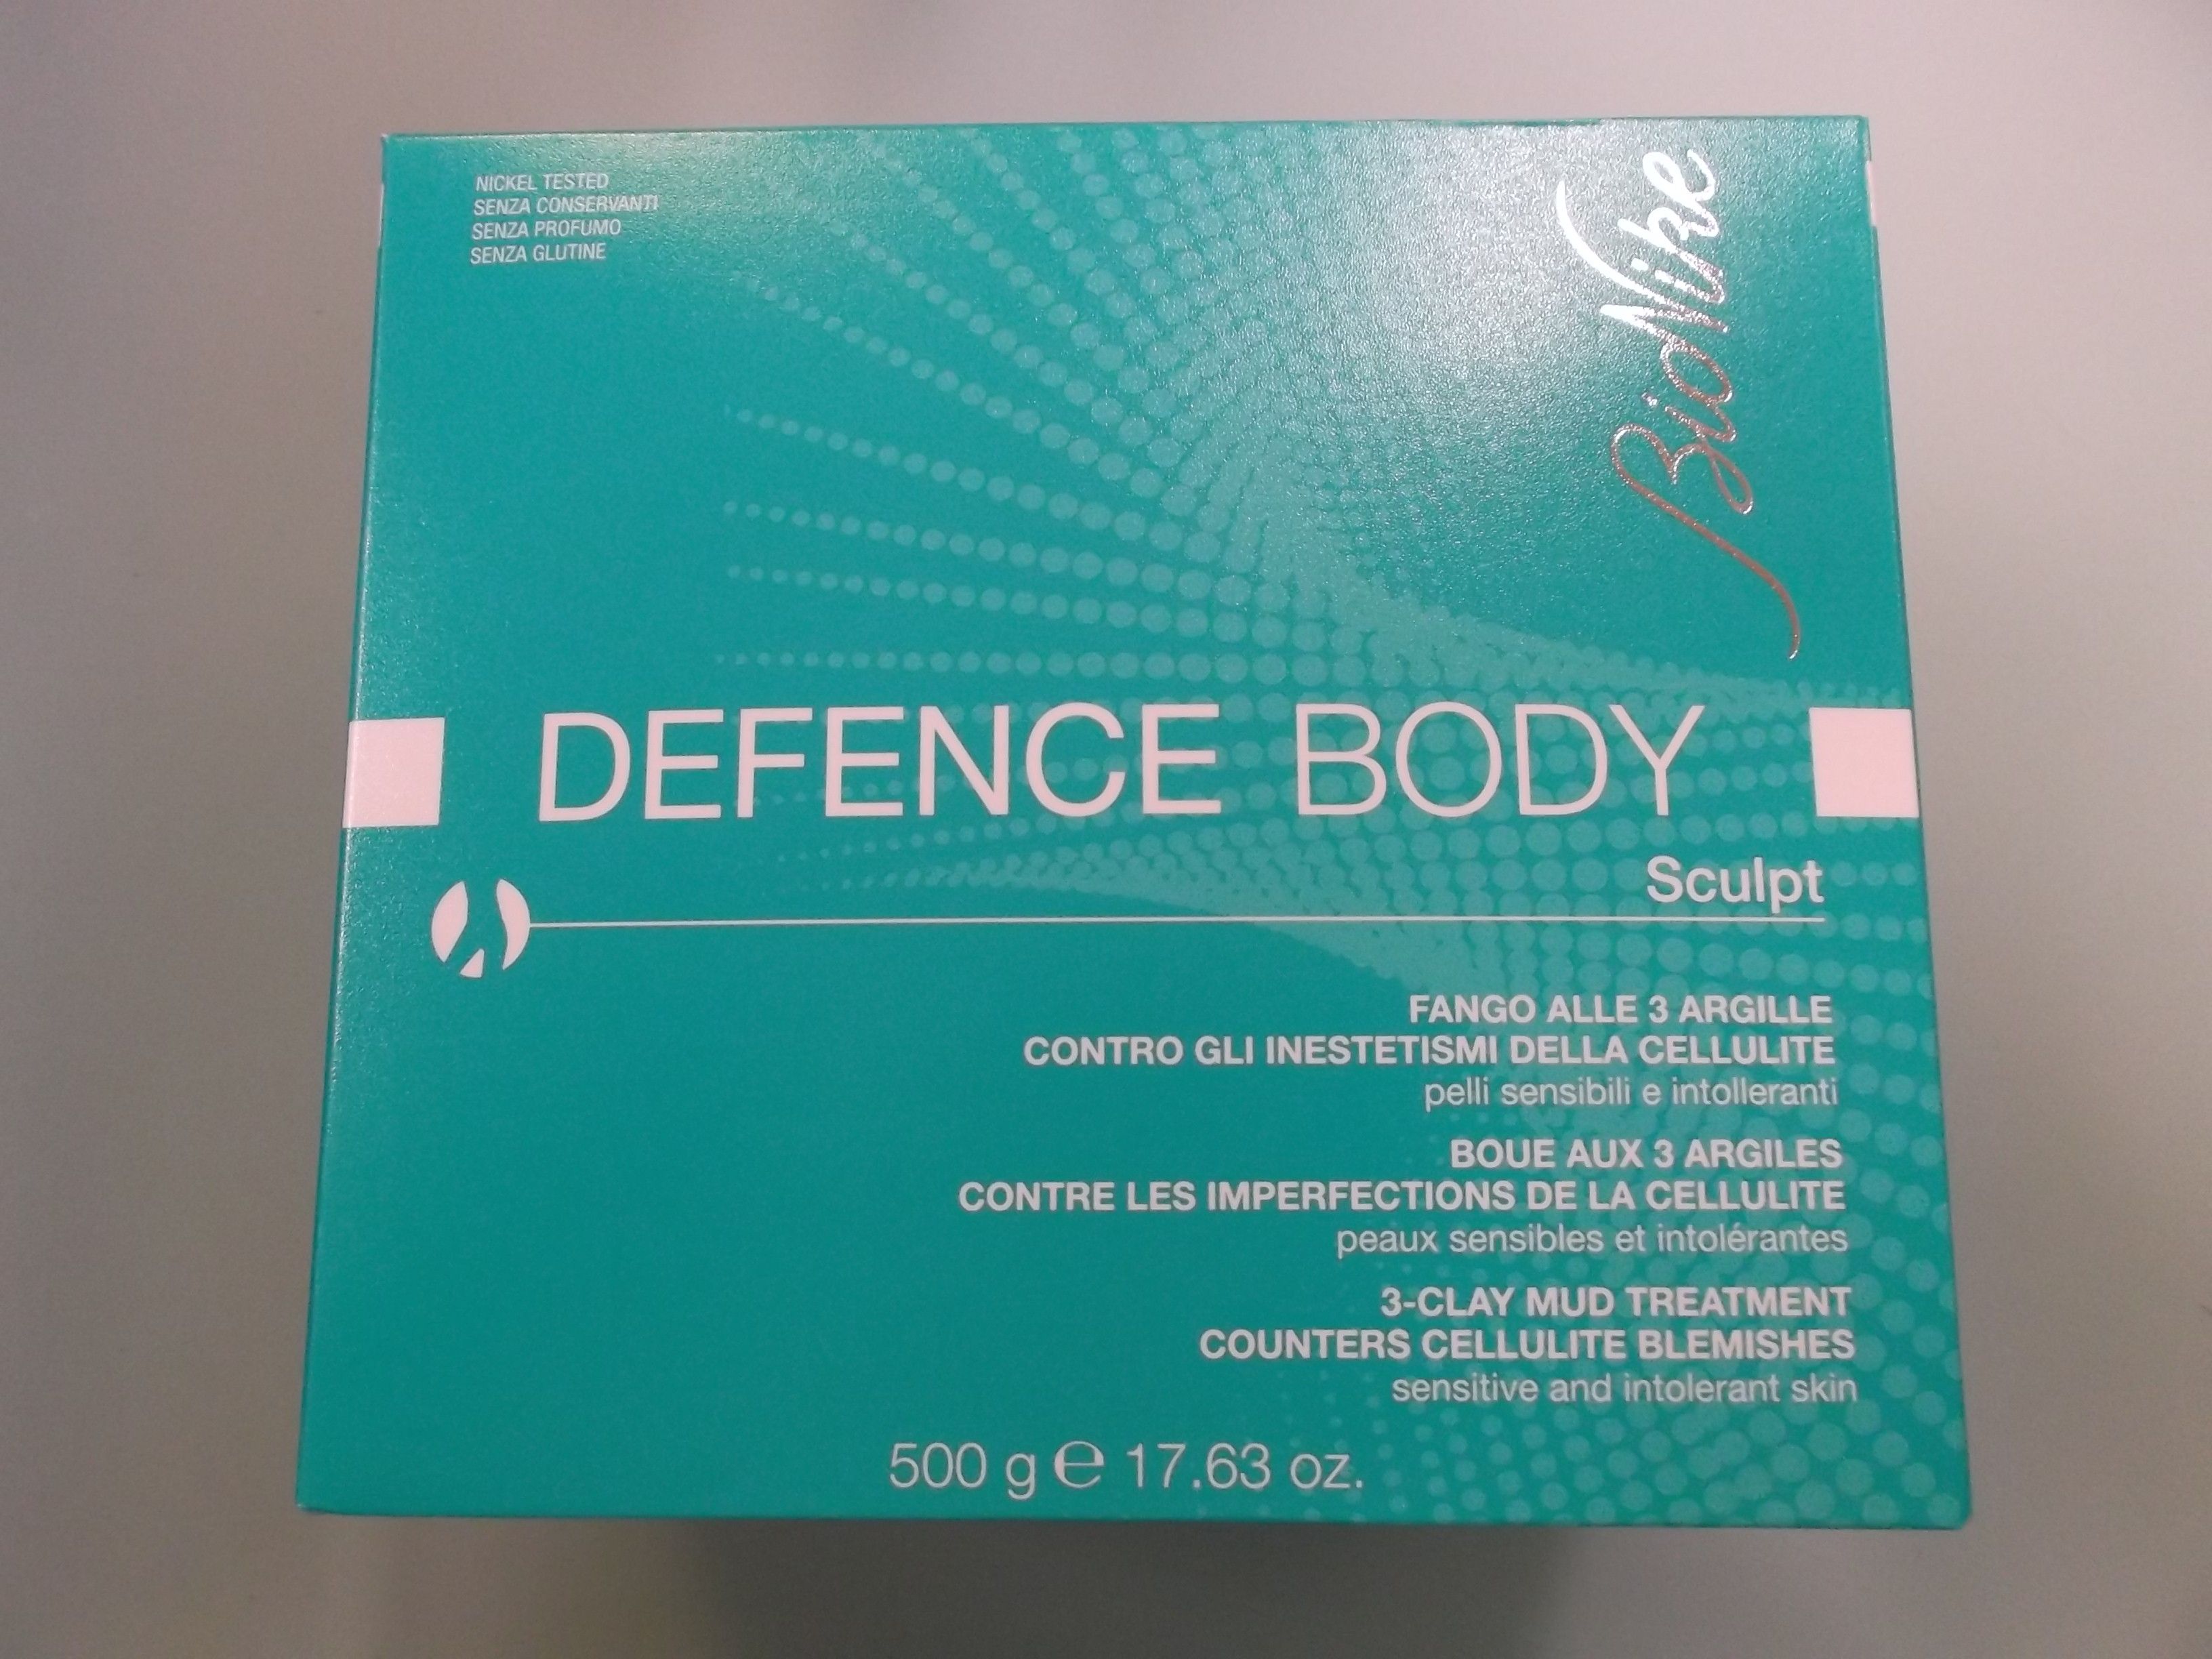 NICKEL TESTED
SENZA CONSERVANTI
SENZA PROFUMO
SENZA GLUTINE
BioNike
DEFENCE BODY
Sculpt
FANGO ALLE 3 ARGILLE
CONTRO GLI INESTETISMI DELLA CELLULITE
pelli sensibili e intolleranti
BOUE AUX 3 ARGILES
CONTRE LES IMPERFECTIONS DE LA CELLULITE
peaux sensibles et intolérantes
3-CLAY MUD TREATMENT
COUNTERS CELLULITE BLEMISHES
sensitive and intolerant skin
500 g ℮ 17.63 oz.